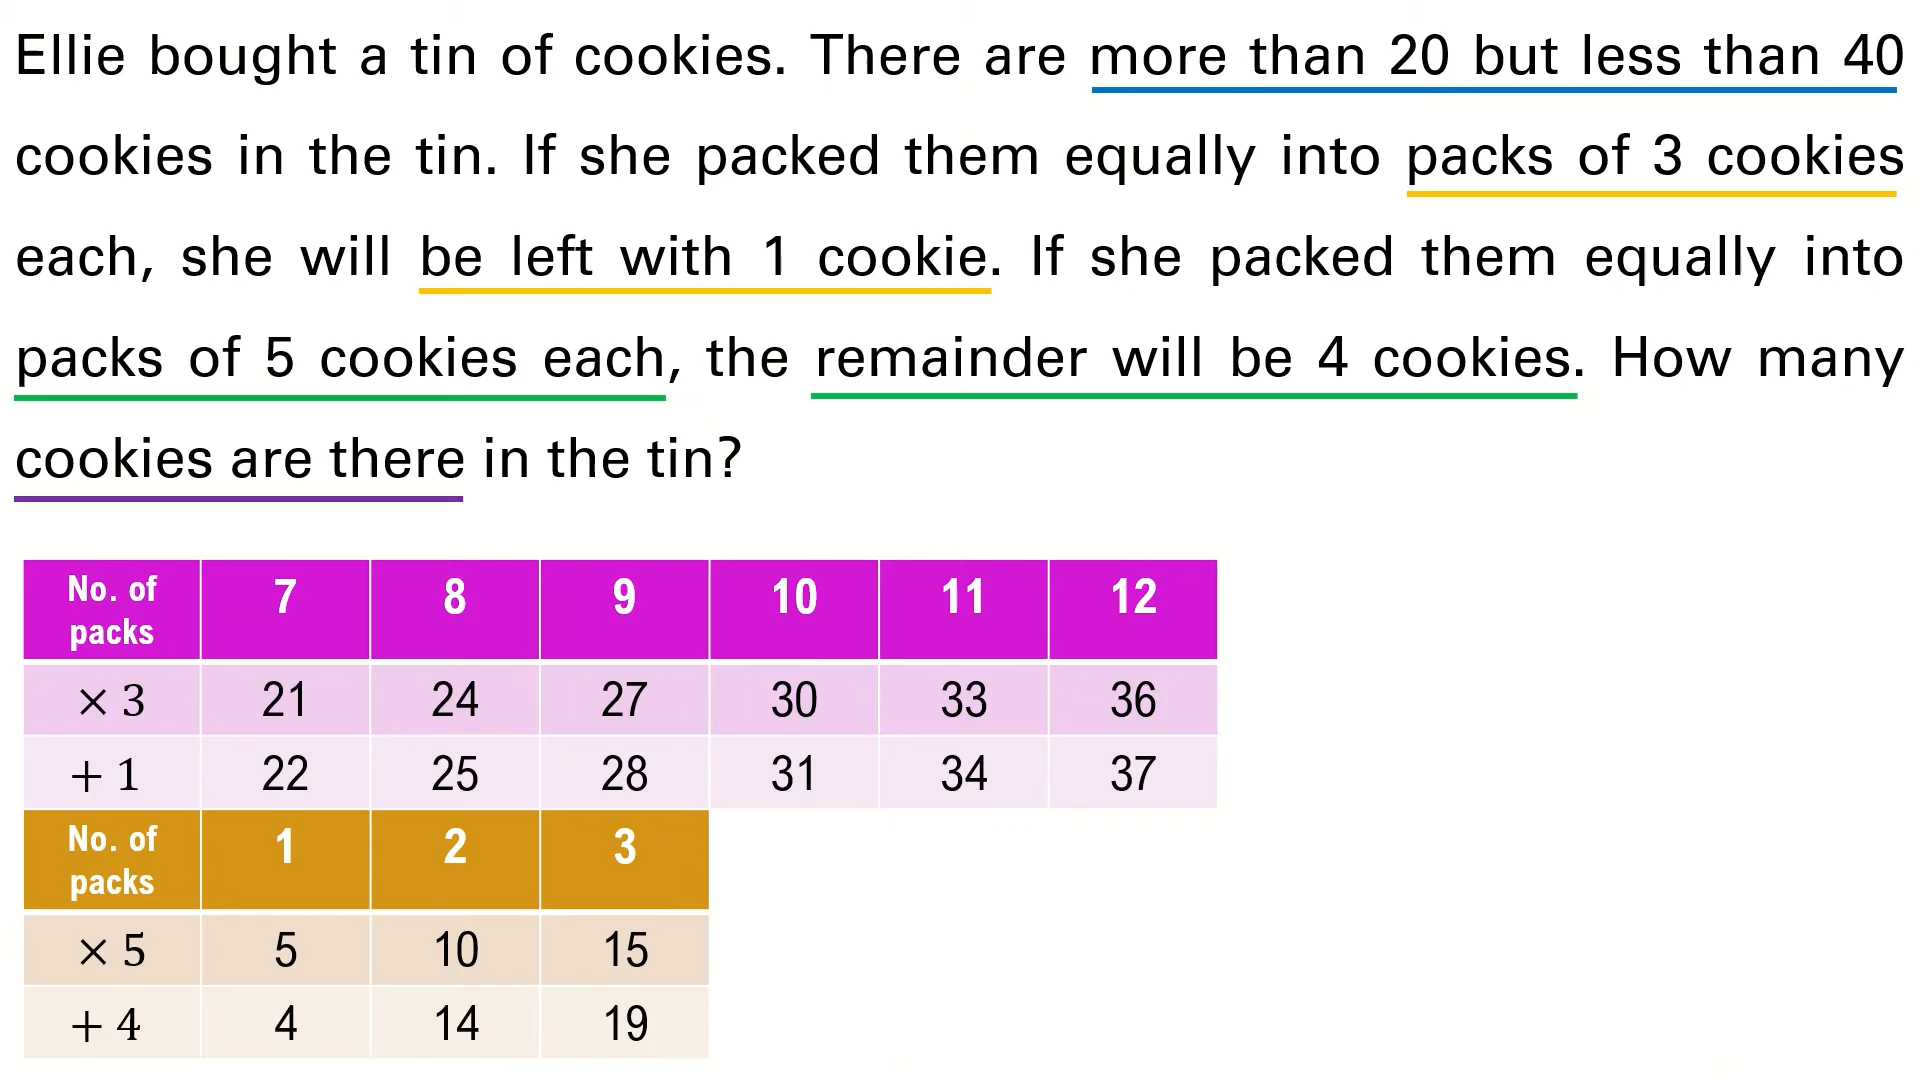 Ellie bought a tin of cookies. There are more than 20 but less than 40
cookies in the tin. If she packed them equally into packs of 3 cookies
each, she will be left with 1 cookie. If she packed them equally into
packs of 5 cookies each, the remainder will be 4 cookies. How many
cookies are there in the tin?
No. of packs 7 8 9 10 11 12
× 3 21 24 27 30 33 36
+ 1 22 25 28 31 34 37
No. of packs 1 2 3
× 5 5 10 15
+ 4 4 14 19